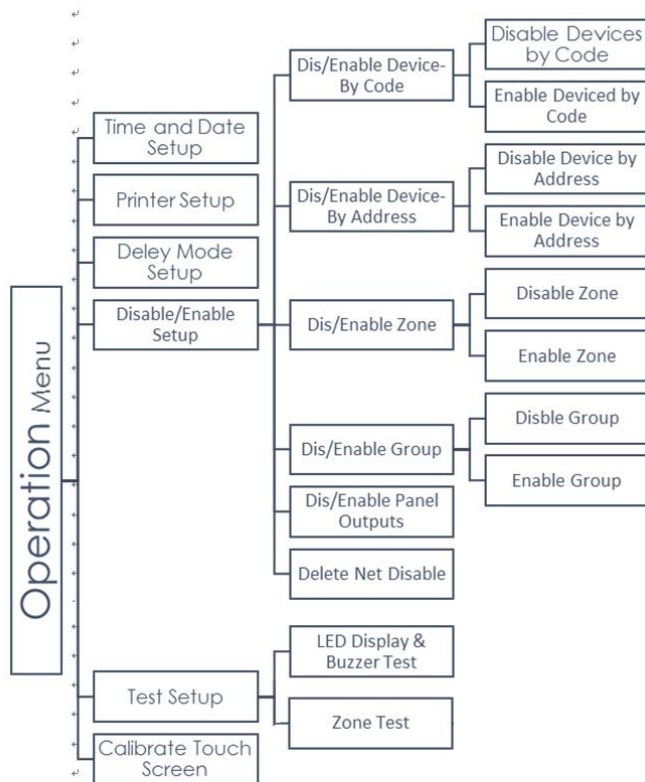 Operation Menu
Time and Date
Setup
Printer Setup
Deley Mode
Setup
Disable/Enable
Setup
Dis/Enable Device-
By Code
Disable Devices
by Code
Enable Deviced by
Code
Dis/Enable Device-
By Address
Disable Device by
Address
Enable Device by
Address
Dis/Enable Zone
Disable Zone
Enable Zone
Dis/Enable Group
Disble Group
Enable Group
Dis/Enable Panel
Outputs
Delete Net Disable
Test Setup
LED Display &
Buzzer Test
Zone Test
Calibrate Touch
Screen